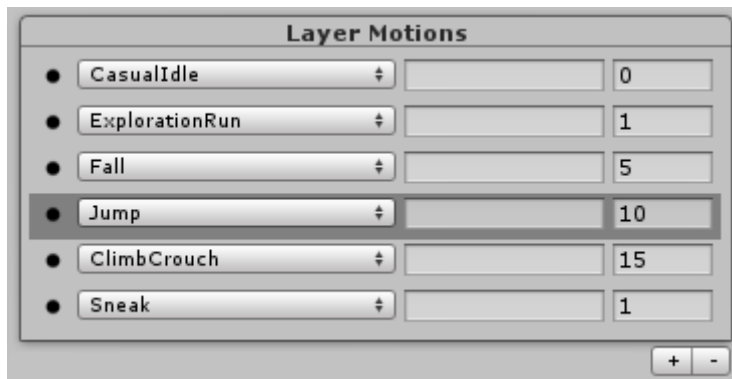 Layer Motions
CasualIdle 0
ExplorationRun 1
Fall 5
Jump 10
ClimbCrouch 15
Sneak 1
+ -